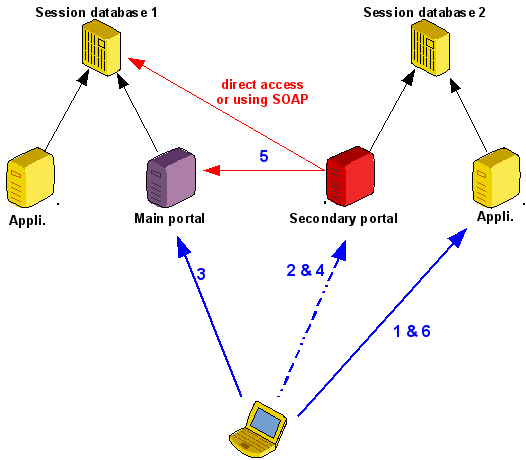 Session database 1
Session database 2
direct access
or using SOAP
5
Appli.
Main portal
Secondary portal
Appli.
3
2 & 4
1 & 6